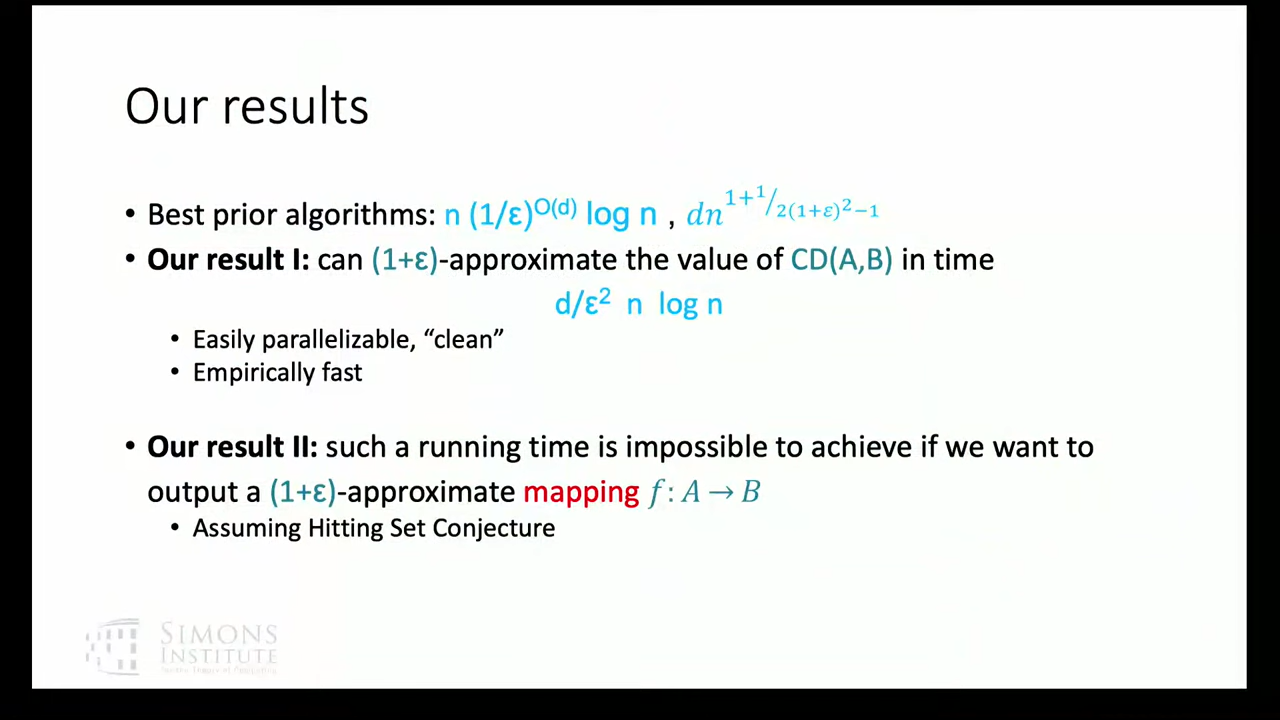 Our results
• Best prior algorithms: n (1/ε)^O(d) log n , dn^{1+1/2(1+ε)²−1}
• Our result I: can (1+ε)-approximate the value of CD(A,B) in time
d/ε² n log n
• Easily parallelizable, “clean”
• Empirically fast
• Our result II: such a running time is impossible to achieve if we want to
output a (1+ε)-approximate mapping f: A → B
• Assuming Hitting Set Conjecture
SIMONS
INSTITUTE